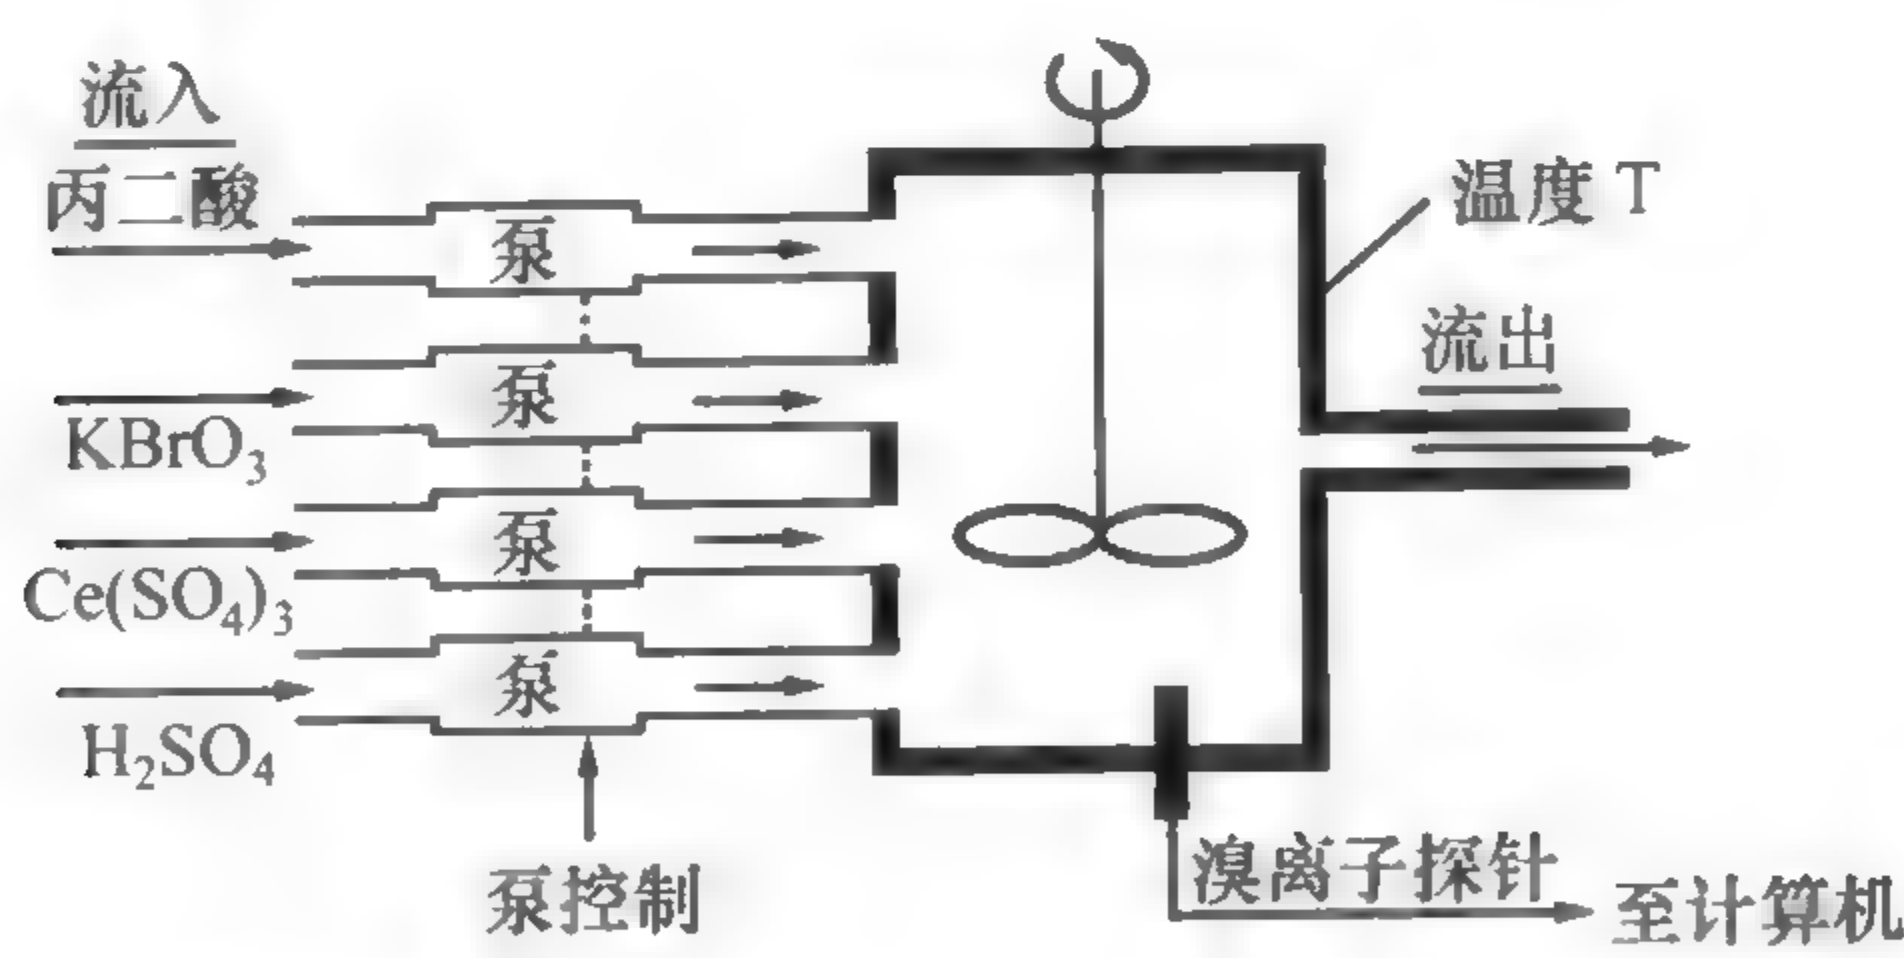 流入
丙二酸
泵
KBrO₃
泵
Ce(SO₄)₃
泵
H₂SO₄
泵
泵控制
温度 T
流出
溴离子探针
至计算机